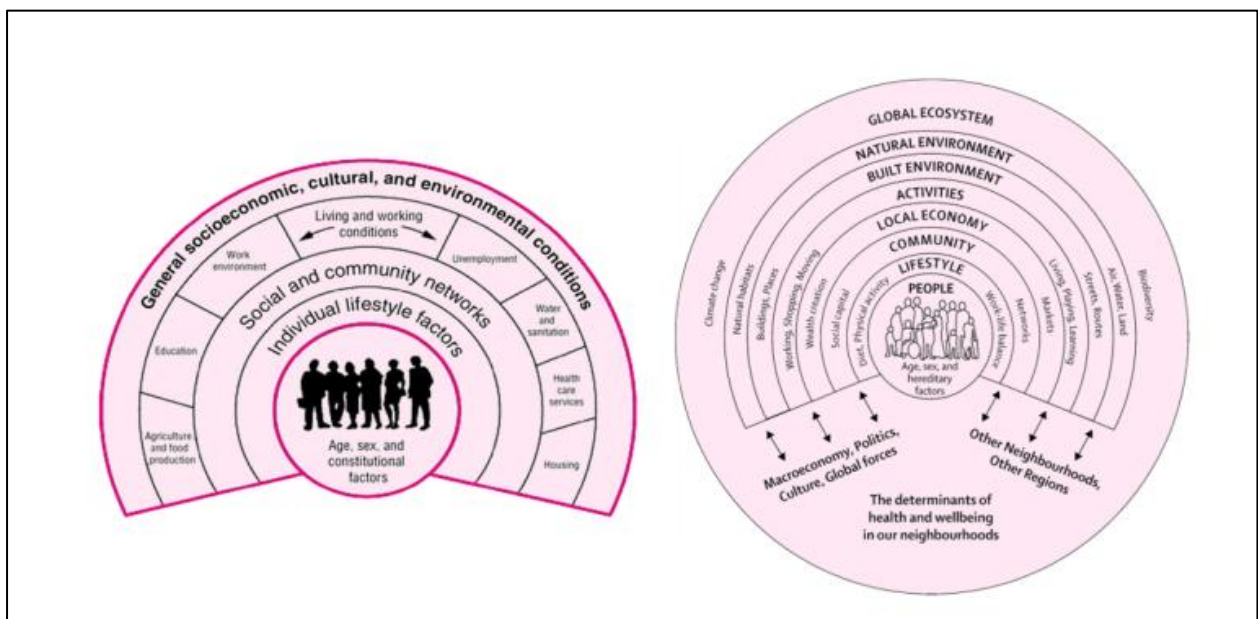 General socioeconomic, cultural, and environmental conditions
Living and working
conditions
Work
environment
Unemployment
Social and community networks
Water
and
sanitation
Education
Individual lifestyle factors
Health
care
services
Agriculture
and food
production
Age, sex, and
constitutional
factors
Housing
GLOBAL ECOSYSTEM
NATURAL ENVIRONMENT
BUILT ENVIRONMENT
ACTIVITIES
LOCAL ECONOMY
COMMUNITY
LIFESTYLE
PEOPLE
Climate change
Natural habitats
Buildings, Places
Working, Shopping, Moving
Wealth creation
Social capital
Diet, Physical activity
Work-life balance
Networks
Markets
Living, Playing, Learning
Streets, Routes
Air, Water, Land
Biodiversity
Age, sex, and
hereditary
factors
Macroeconomy, Politics,
Culture, Global forces
Other Neighbourhoods,
Other Regions
The determinants of
health and wellbeing
in our neighbourhoods